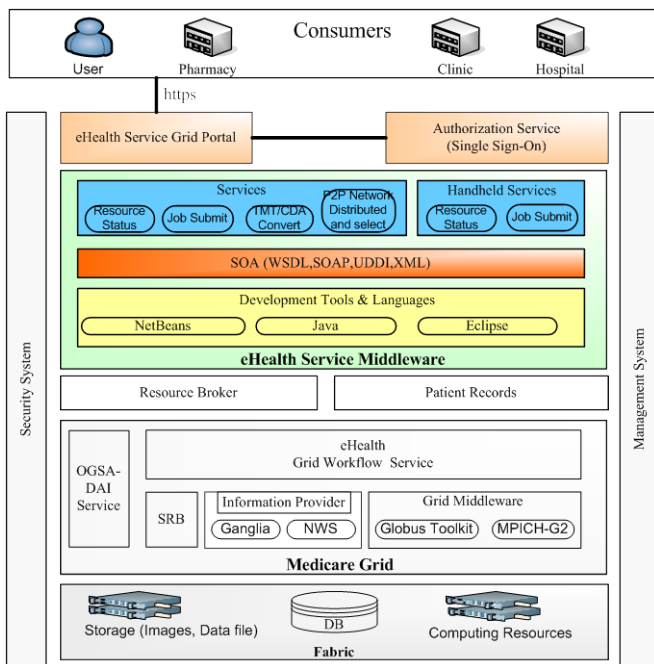 Consumers
User
Pharmacy
Clinic
Hospital
https
eHealth Service Grid Portal
Authorization Service
(Single Sign-On)
Security System
Management System
Services
Resource
Status
Job Submit
TMT/CDA
Convert
P2P Network
Distributed
and select
Handheld Services
Resource
Status
Job Submit
SOA (WSDL,SOAP,UDDI,XML)
Development Tools & Languages
NetBeans
Java
Eclipse
eHealth Service Middleware
Resource Broker
Patient Records
OGSA-
DAI
Service
eHealth
Grid Workflow Service
SRB
Information Provider
Ganglia
NWS
Grid Middleware
Globus Toolkit
MPICH-G2
Medicare Grid
Storage (Images, Data file)
DB
Computing Resources
Fabric